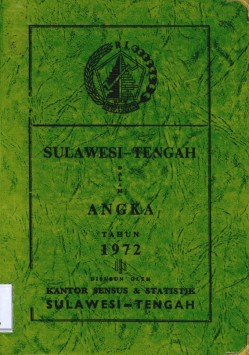 SULAWESI-TENGAH
ANGKA
TAHUN
1972
DISUSUN OLEH
KANTOR SENSUS & STATISTIK
SULAWESI-TENGAH